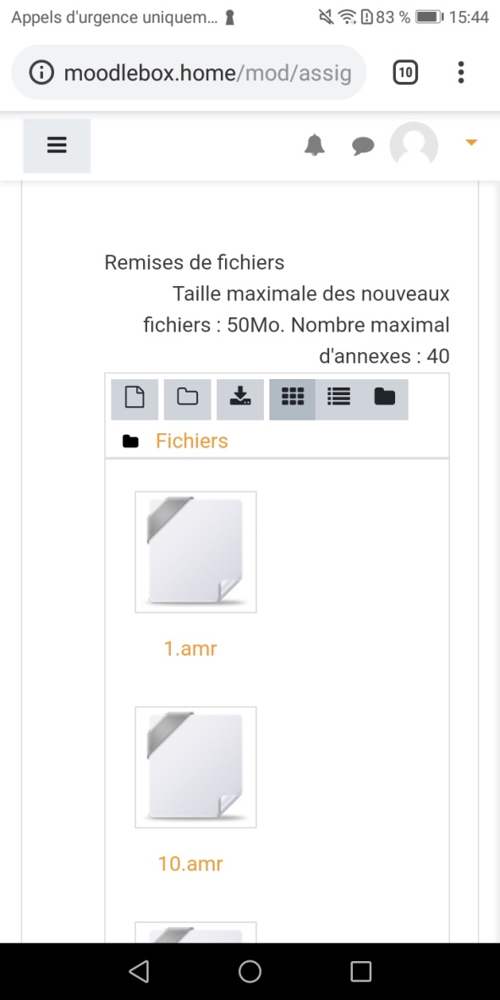 Appels d'urgence uniquem... 83 % 15:44
moodlebox.home/mod/assig 10
Remises de fichiers
Taille maximale des nouveaux
fichiers : 50Mo. Nombre maximal
d'annexes : 40
Fichiers
1.amr
10.amr